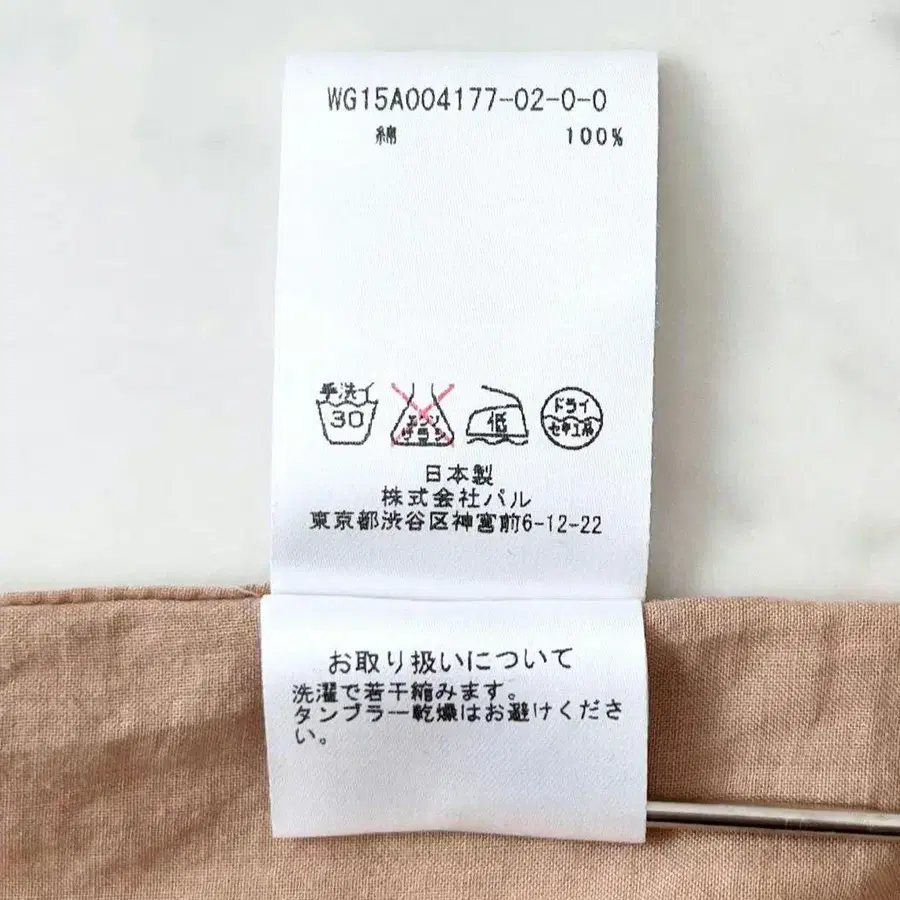 WG15A004177-02-0-0
綿 100%
手洗イ 30 エンソサラシ 低 ドライ セキユ系
日本製
株式会社パル
東京都渋谷区神宮前6-12-22
お取り扱いについて
洗濯で若干縮みます。
タンブラー乾燥はお避けくださ
い。